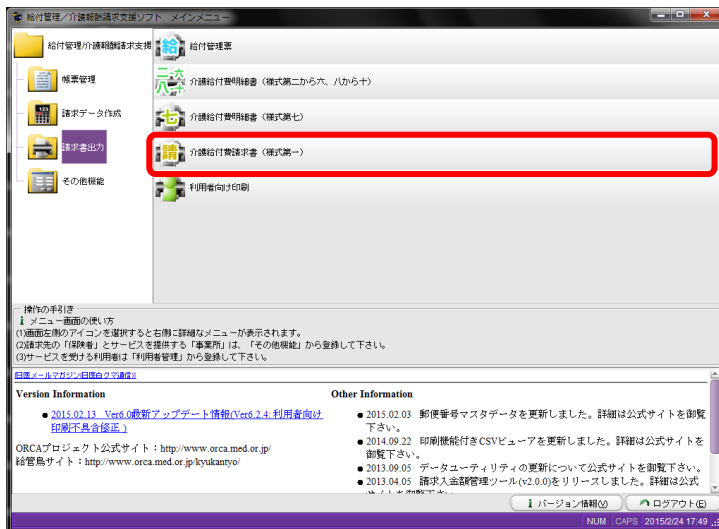 給付管理／介護報酬請求支援ソフト メインメニュー
給付管理/介護報酬請求支援
帳票管理
請求データ作成
請求書出力
その他機能
給付管理票
介護給付費明細書（様式第二から六、八から十）
介護給付費明細書（様式第七）
介護給付費請求書（様式第一）
利用者向け印刷
操作の手引き
メニュー画面の使い方
(1)画面左側のアイコンを選択すると右側に詳細なメニューが表示されます。
(2)請求先の「保険者」とサービスを提供する「事業所」は、「その他機能」から登録して下さい。
(3)サービスを受ける利用者は「利用者管理」から登録して下さい。
日医メールマガジン(日医白クマ通信)
Version Information
2015.02.13 Ver6.0最新アップデート情報(Ver6.2.4: 利用者向け
印刷不具合修正 )
ORCAプロジェクト公式サイト：http://www.orca.med.or.jp/
給管鳥サイト：http://www.orca.med.or.jp/kyukantyo/
Other Information
2015.02.03 郵便番号マスタデータを更新しました。詳細は公式サイトを御覧
下さい。
2014.09.22 印刷機能付きCSVビューアを更新しました。詳細は公式サイトを
御覧下さい。
2013.09.05 データユーティリティの更新について公式サイトを御覧下さい。
2013.04.05 請求入金額管理ツール(v2.0.0)をリリースしました。詳細は公式
バージョン情報(V)
ログアウト(E)
NUM CAPS 2015/2/24 17:49